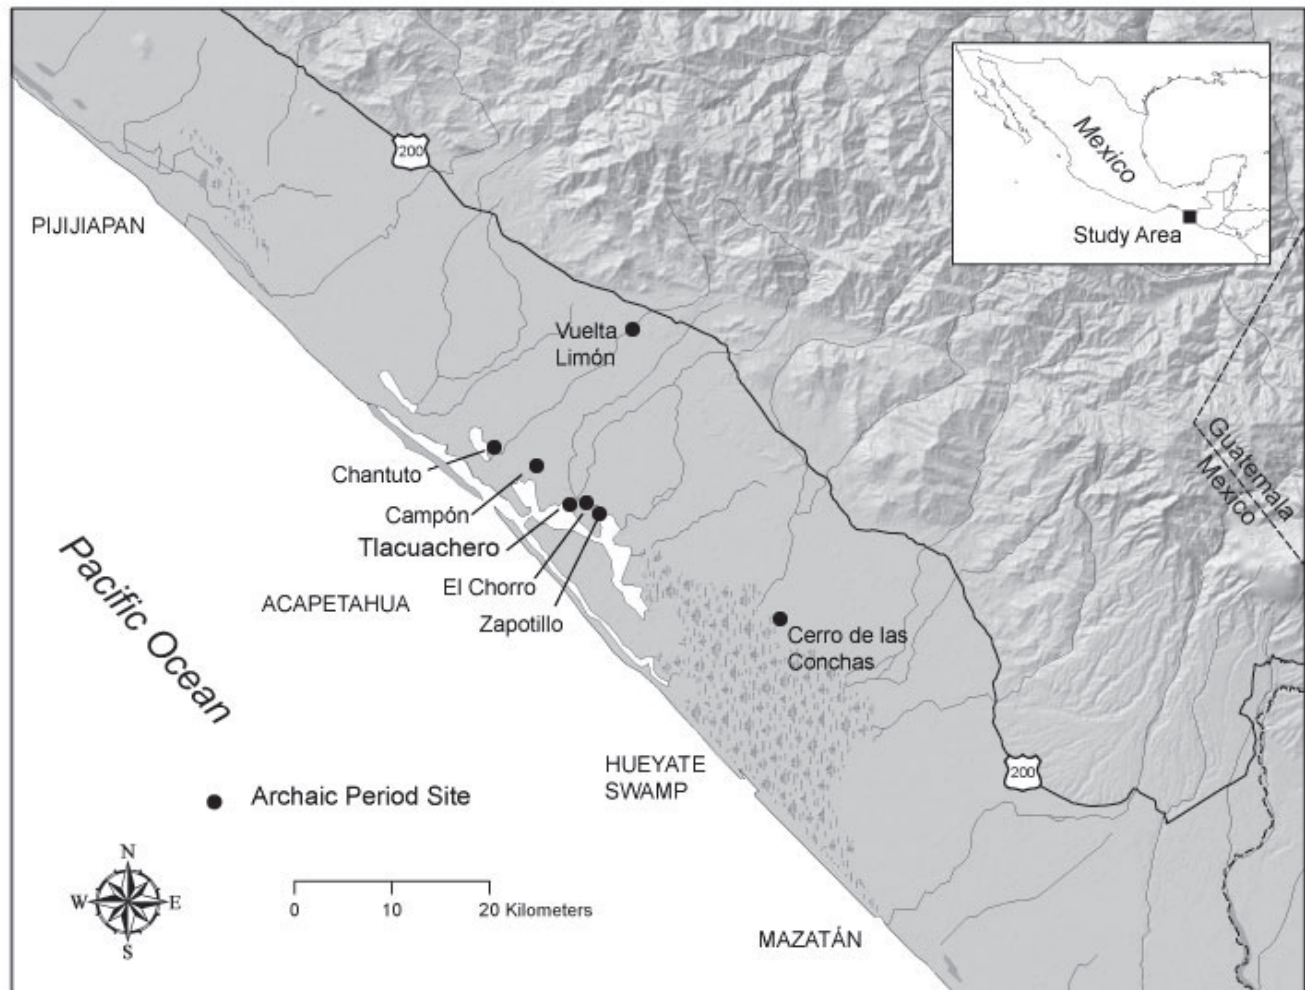 200
Mexico
Study Area
PIJIJIAPAN
Vuelta
Limón
Guatemala
Mexico
Chantuto
Campón
Tlacuachero
El Chorro
Zapotillo
Pacific Ocean
ACAPETAHUA
Cerro de las
Conchas
HUEYATE
SWAMP
200
Archaic Period Site
N
W E
S
0 10 20 Kilometers
MAZATÁN